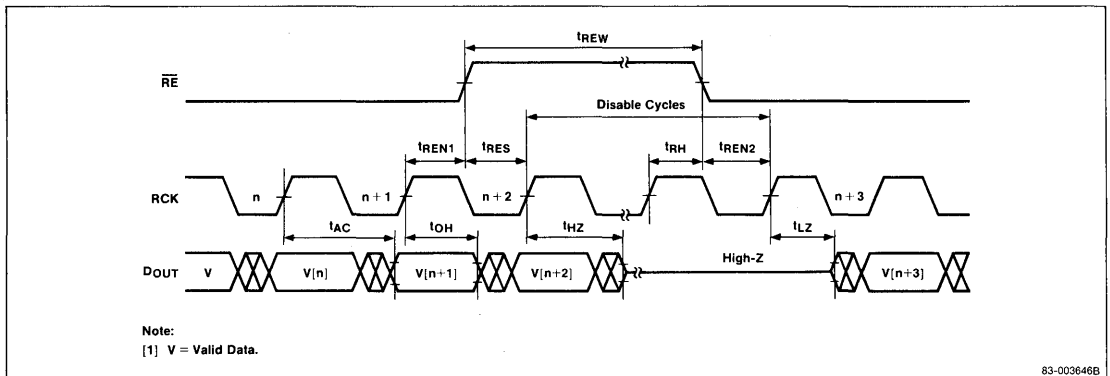 tREW
RE
Disable Cycles
tREN1
tRES
tRH
tREN2
RCK
n
n + 1
n + 2
n + 3
tAC
tOH
tHZ
tLZ
High-Z
DOUT
V
V[n]
V[n+1]
V[n+2]
V[n+3]
Note:
[1] V = Valid Data.
83-003646B